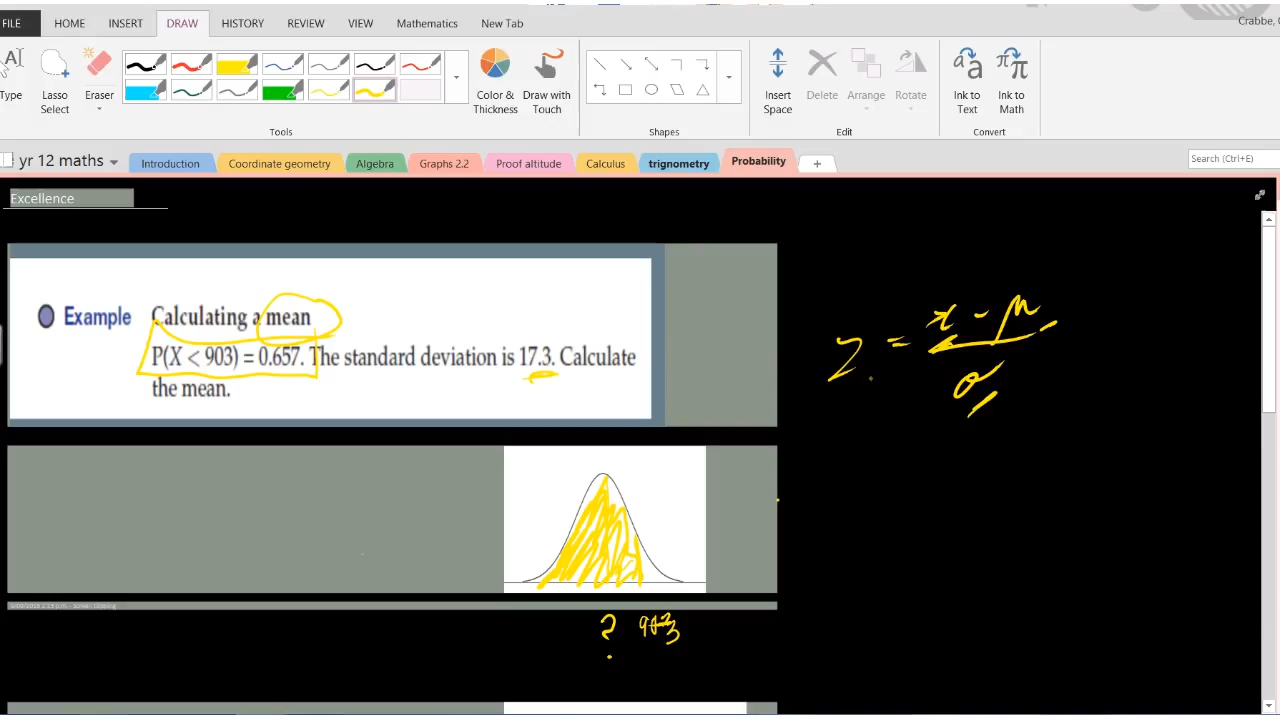 FILE HOME INSERT DRAW HISTORY REVIEW VIEW Mathematics New Tab
Crabbe,
Type
Lasso Select
Eraser
Color & Thickness
Draw with Touch
Insert Space
Delete
Arrange
Rotate
Ink to Text
Ink to Math
Tools Shapes Edit Convert
yr 12 maths Introduction Coordinate geometry Algebra Graphs 2.2 Proof altitude Calculus trignometry Probability + Search (Ctrl+E)
Excellence
Example Calculating a mean
P(X < 903) = 0.657. The standard deviation is 17.3. Calculate
the mean.
Z = x - μ
σ
? 903